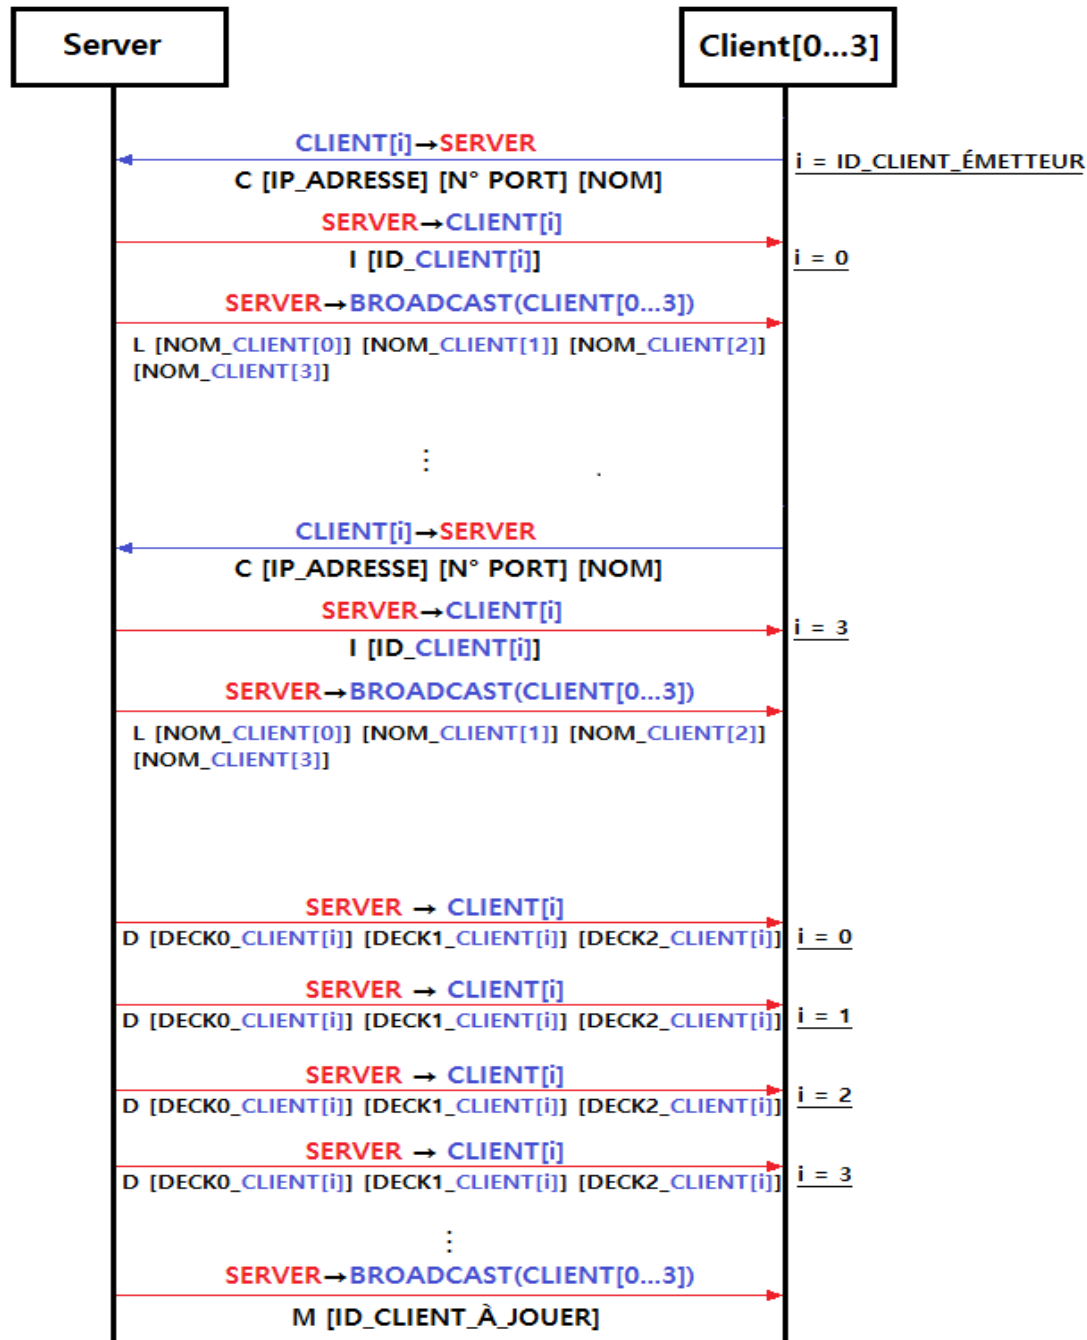 Server
Client[0...3]
CLIENT[i]→SERVER
i = ID_CLIENT_ÉMETTEUR
C [IP_ADRESSE] [N° PORT] [NOM]
SERVER→CLIENT[i]
I [ID_CLIENT[i]]
i = 0
SERVER→BROADCAST(CLIENT[0...3])
L [NOM_CLIENT[0]] [NOM_CLIENT[1]] [NOM_CLIENT[2]]
[NOM_CLIENT[3]]
⋮
.
CLIENT[i]→SERVER
C [IP_ADRESSE] [N° PORT] [NOM]
SERVER→CLIENT[i]
i = 3
I [ID_CLIENT[i]]
SERVER→BROADCAST(CLIENT[0...3])
L [NOM_CLIENT[0]] [NOM_CLIENT[1]] [NOM_CLIENT[2]]
[NOM_CLIENT[3]]
SERVER → CLIENT[i]
D [DECK0_CLIENT[i]] [DECK1_CLIENT[i]] [DECK2_CLIENT[i]]
i = 0
SERVER → CLIENT[i]
D [DECK0_CLIENT[i]] [DECK1_CLIENT[i]] [DECK2_CLIENT[i]]
i = 1
SERVER → CLIENT[i]
D [DECK0_CLIENT[i]] [DECK1_CLIENT[i]] [DECK2_CLIENT[i]]
i = 2
SERVER → CLIENT[i]
D [DECK0_CLIENT[i]] [DECK1_CLIENT[i]] [DECK2_CLIENT[i]]
i = 3
⋮
SERVER→BROADCAST(CLIENT[0...3])
M [ID_CLIENT_À_JOUER]